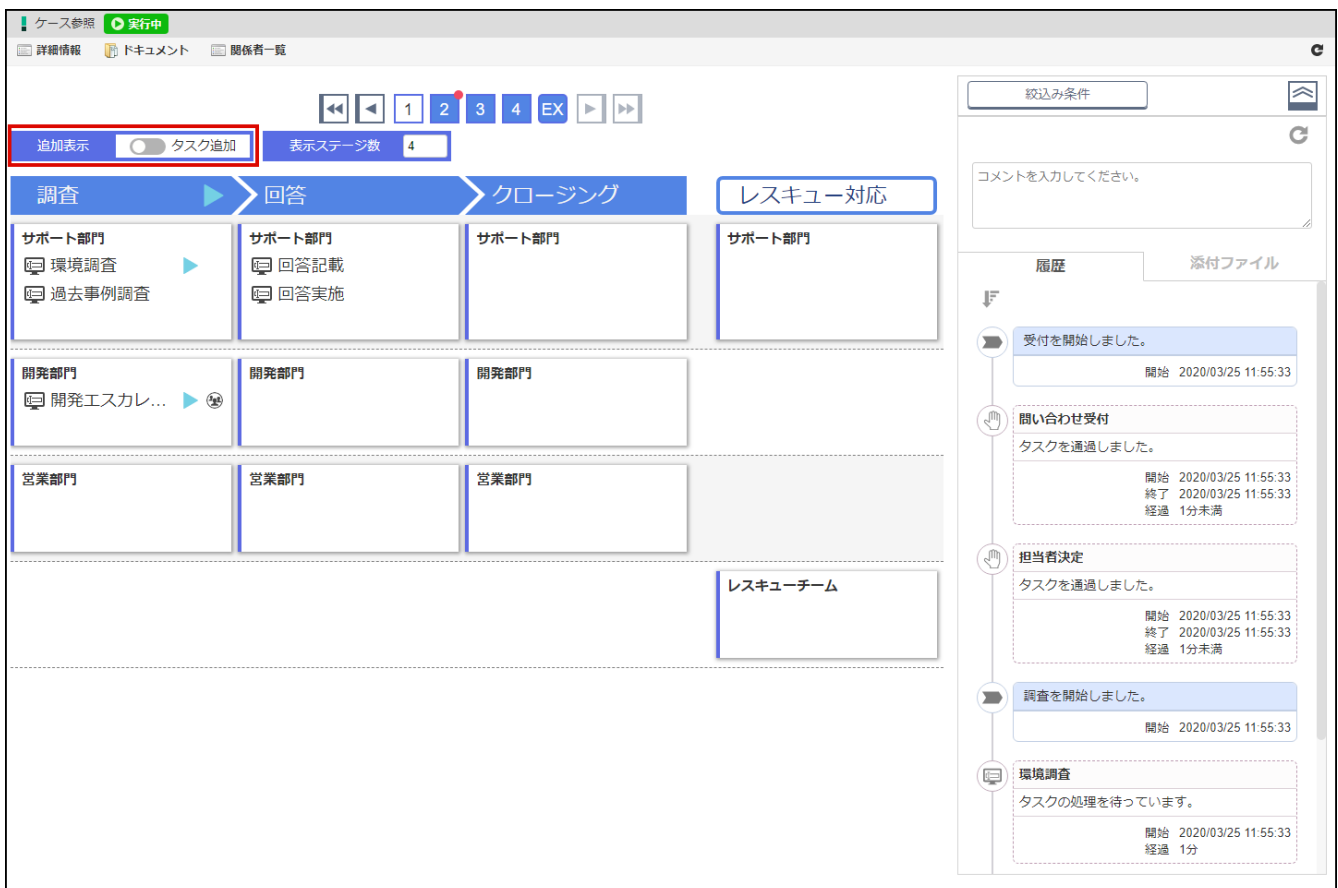 ケース参照 実行中
詳細情報 ドキュメント 関係者一覧
1 2 3 4 EX
追加表示 タスク追加 表示ステージ数 4
調査 回答 クロージング レスキュー対応
サポート部門 サポート部門 サポート部門 サポート部門
環境調査 回答記載
過去事例調査 回答実施
開発部門 開発部門 開発部門
開発エスカレ...
営業部門 営業部門 営業部門
レスキューチーム
絞込み条件
コメントを入力してください。
履歴 添付ファイル
受付を開始しました。
開始 2020/03/25 11:55:33
問い合わせ受付
タスクを通過しました。
開始 2020/03/25 11:55:33
終了 2020/03/25 11:55:33
経過 1分未満
担当者決定
タスクを通過しました。
開始 2020/03/25 11:55:33
終了 2020/03/25 11:55:33
経過 1分未満
調査を開始しました。
開始 2020/03/25 11:55:33
環境調査
タスクの処理を待っています。
開始 2020/03/25 11:55:33
経過 1分